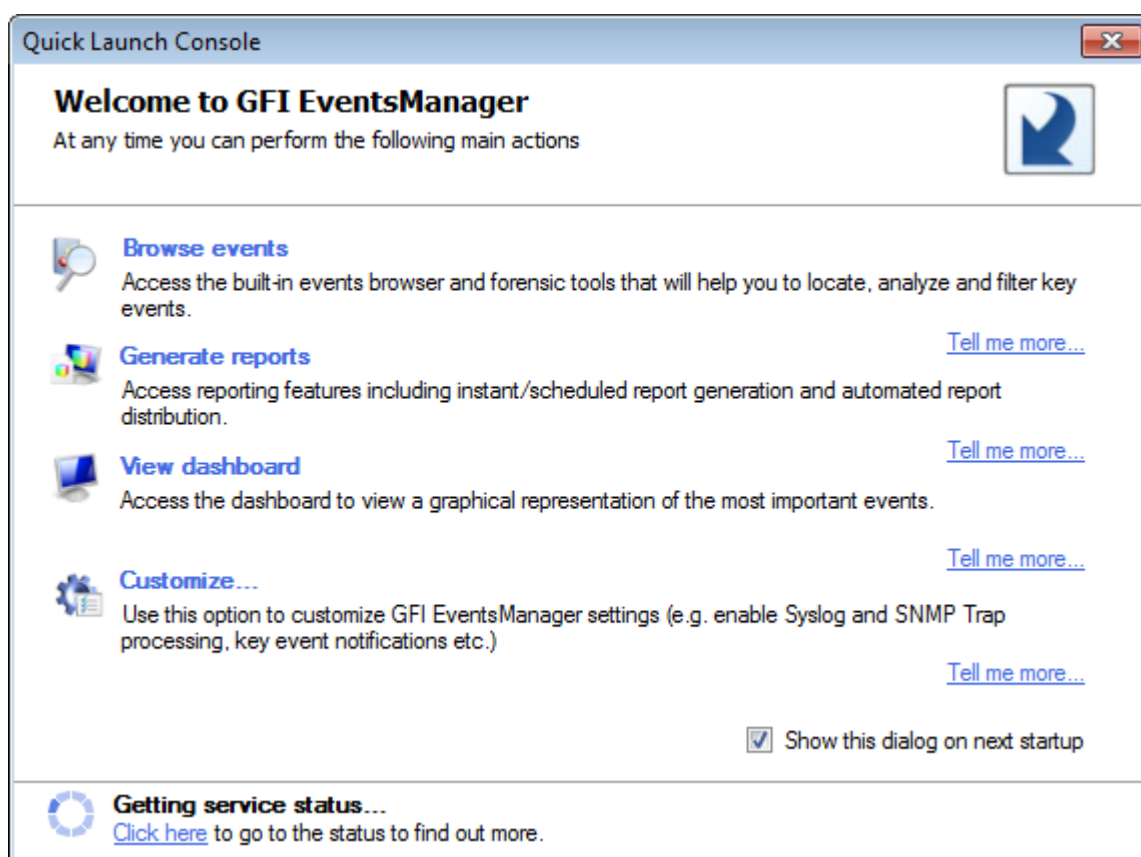 Quick Launch Console
Welcome to GFI EventsManager
At any time you can perform the following main actions
Browse events
Access the built-in events browser and forensic tools that will help you to locate, analyze and filter key
events.
Tell me more...
Generate reports
Access reporting features including instant/scheduled report generation and automated report
distribution.
Tell me more...
View dashboard
Access the dashboard to view a graphical representation of the most important events.
Tell me more...
Customize...
Use this option to customize GFI EventsManager settings (e.g. enable Syslog and SNMP Trap
processing, key event notifications etc.)
Tell me more...
Show this dialog on next startup
Getting service status...
Click here to go to the status to find out more.